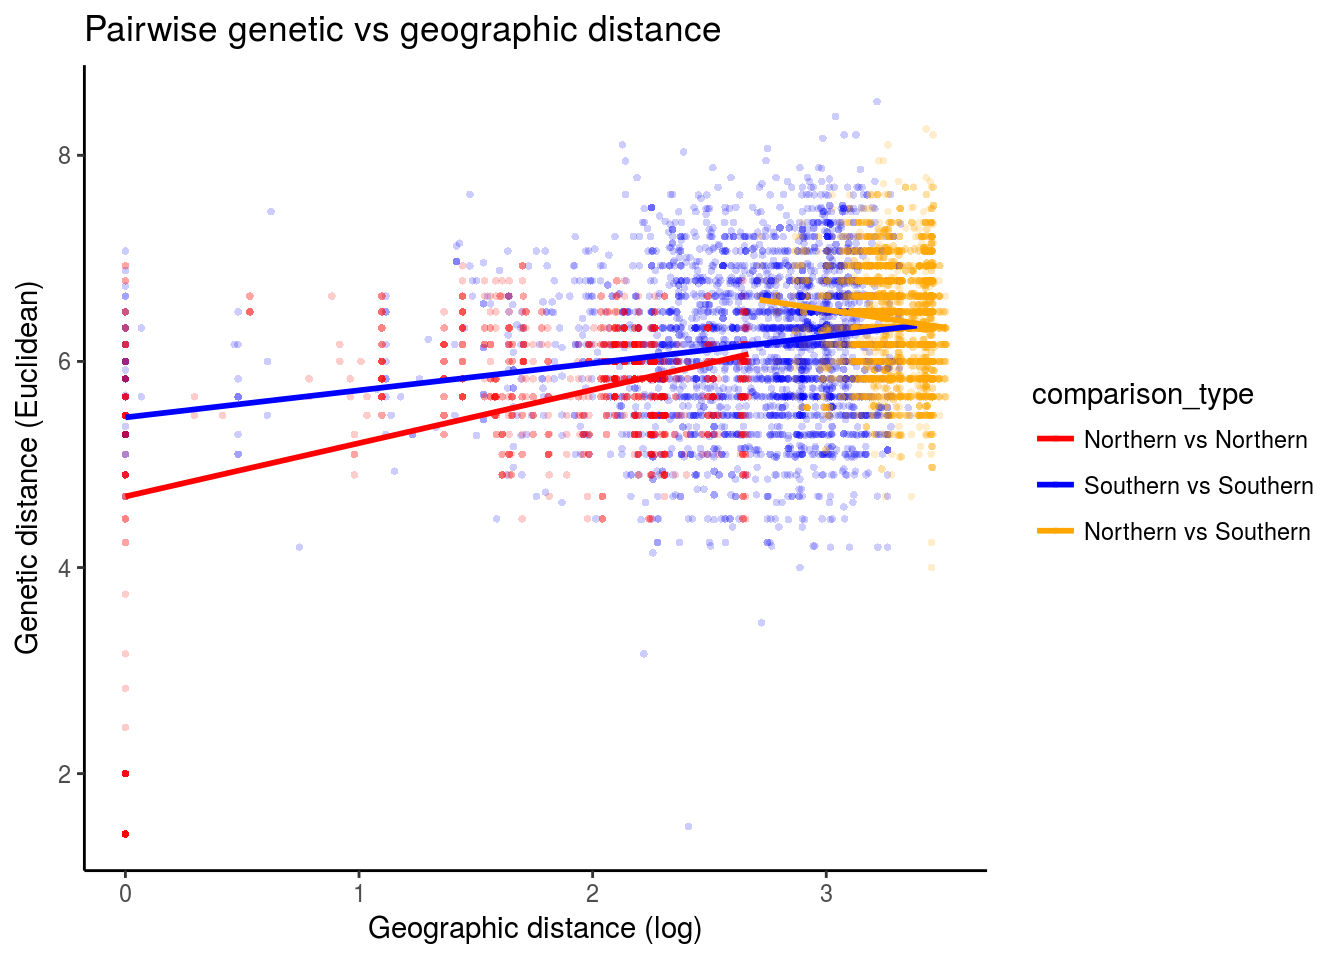 Pairwise genetic vs geographic distance
Genetic distance (Euclidean)
8
6
4
2
0
1
2
3
Geographic distance (log)
comparison_type
Northern vs Northern
Southern vs Southern
Northern vs Southern